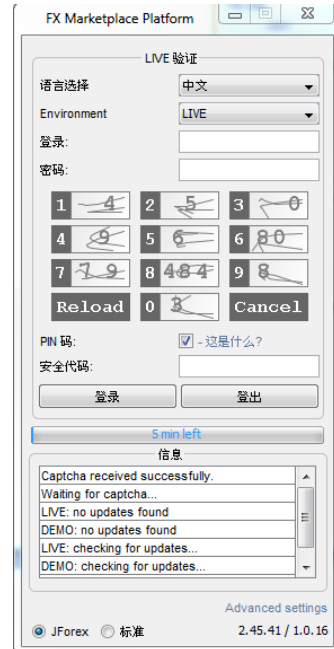 FX Marketplace Platform
LIVE 验证
语言选择 中文
Environment LIVE
登录:
密码:
1 2 3
4 5 6
7 8 9
Reload 0 Cancel
PIN 码: - 这是什么?
安全代码:
登录 登出
5 min left
信息
Captcha received successfully.
Waiting for captcha...
LIVE: no updates found
DEMO: no updates found
LIVE: checking for updates...
DEMO: checking for updates...
Advanced settings
JForex 标准 2.45.41 / 1.0.16